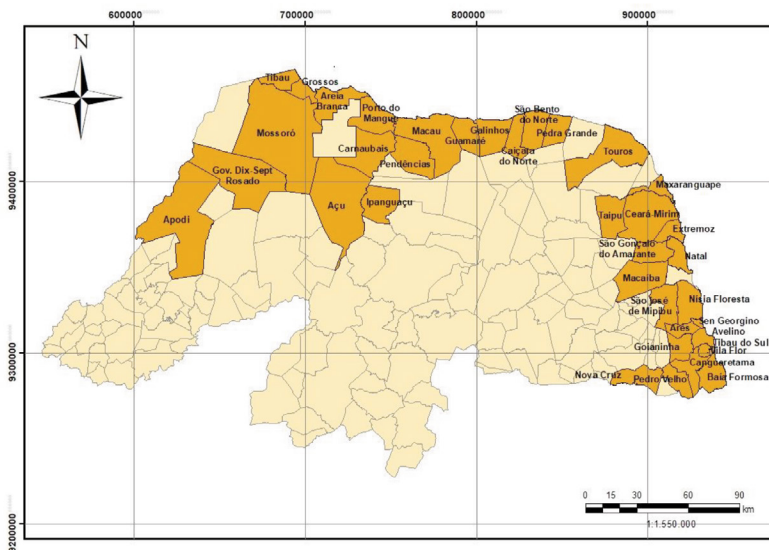 600000
700000
800000
900000
N
Tibau
Grossos
Areia
Branca
Porto do
Mangue
Mossoró
Carnaubais
Macau
Galinhos
Guamaré
São Bento
do Norte
Pedra Grande
Caiçara
do Norte
Touros
Pendências
Gov. Dix-Sept
Rosado
9400000
Apodi
Açu
Ipanguaçu
Maxaranguape
Taipu
Ceará-Mirim
Extremoz
São Gonçalo
do Amarante
Natal
Macaíba
São José
de Mipibu
Nísia Floresta
Sen Georgino
Avelino
Arês
Tibau do Sul
Vila Flor
Goianinha
9300000
Canguaretama
Nova Cruz
Pedro Velho
Baía Formosa
0 15 30 60 90
km
1:1.550.000
9200000